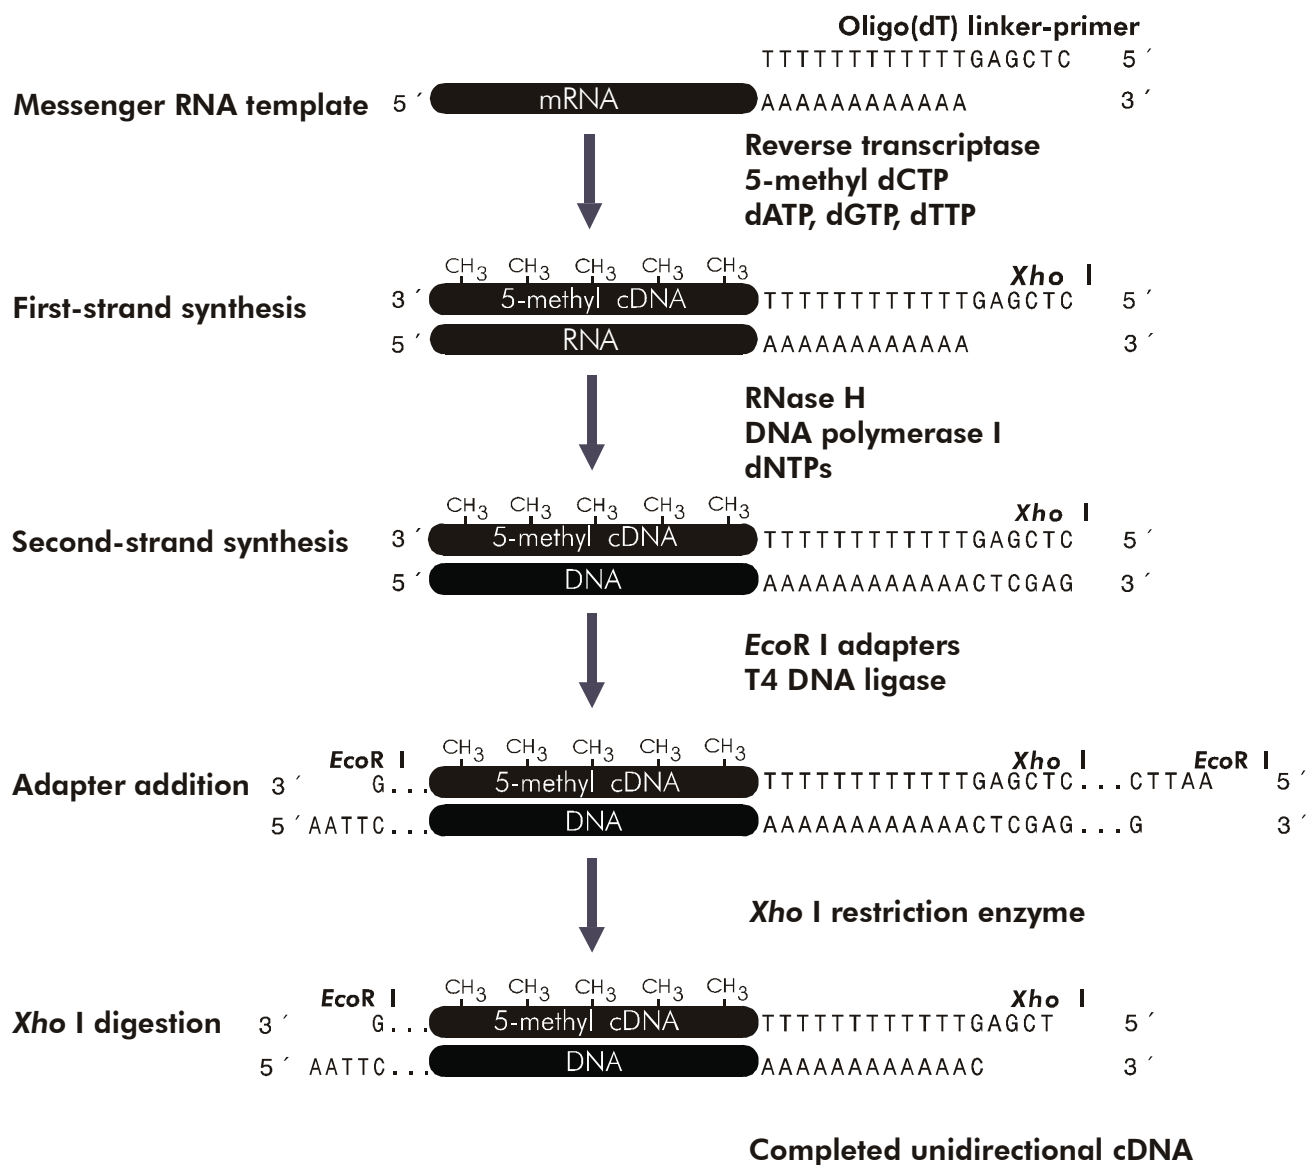 Oligo(dT) linker-primer
TTTTTTTTTTTTGAGCTC 5´
Messenger RNA template 5´ mRNA AAAAAAAAAAAA 3´
Reverse transcriptase
5-methyl dCTP
dATP, dGTP, dTTP
CH3 CH3 CH3 CH3 CH3 Xho I
First-strand synthesis 3´ 5-methyl cDNA TTTTTTTTTTTTGAGCTC 5´
5´ RNA AAAAAAAAAAAA 3´
RNase H
DNA polymerase I
dNTPs
CH3 CH3 CH3 CH3 CH3 Xho I
Second-strand synthesis 3´ 5-methyl cDNA TTTTTTTTTTTTGAGCTC 5´
5´ DNA AAAAAAAAAAAACTCGAG 3´
EcoR I adapters
T4 DNA ligase
EcoR I CH3 CH3 CH3 CH3 CH3 Xho I EcoR I
Adapter addition 3´ G... 5-methyl cDNA TTTTTTTTTTTTGAGCTC...CTTAA 5´
5´ AATTC... DNA AAAAAAAAAAAACTCGAG...G 3´
Xho I restriction enzyme
EcoR I CH3 CH3 CH3 CH3 CH3 Xho I
Xho I digestion 3´ G... 5-methyl cDNA TTTTTTTTTTTTGAGCT 5´
5´ AATTC... DNA AAAAAAAAAAAAC 3´
Completed unidirectional cDNA